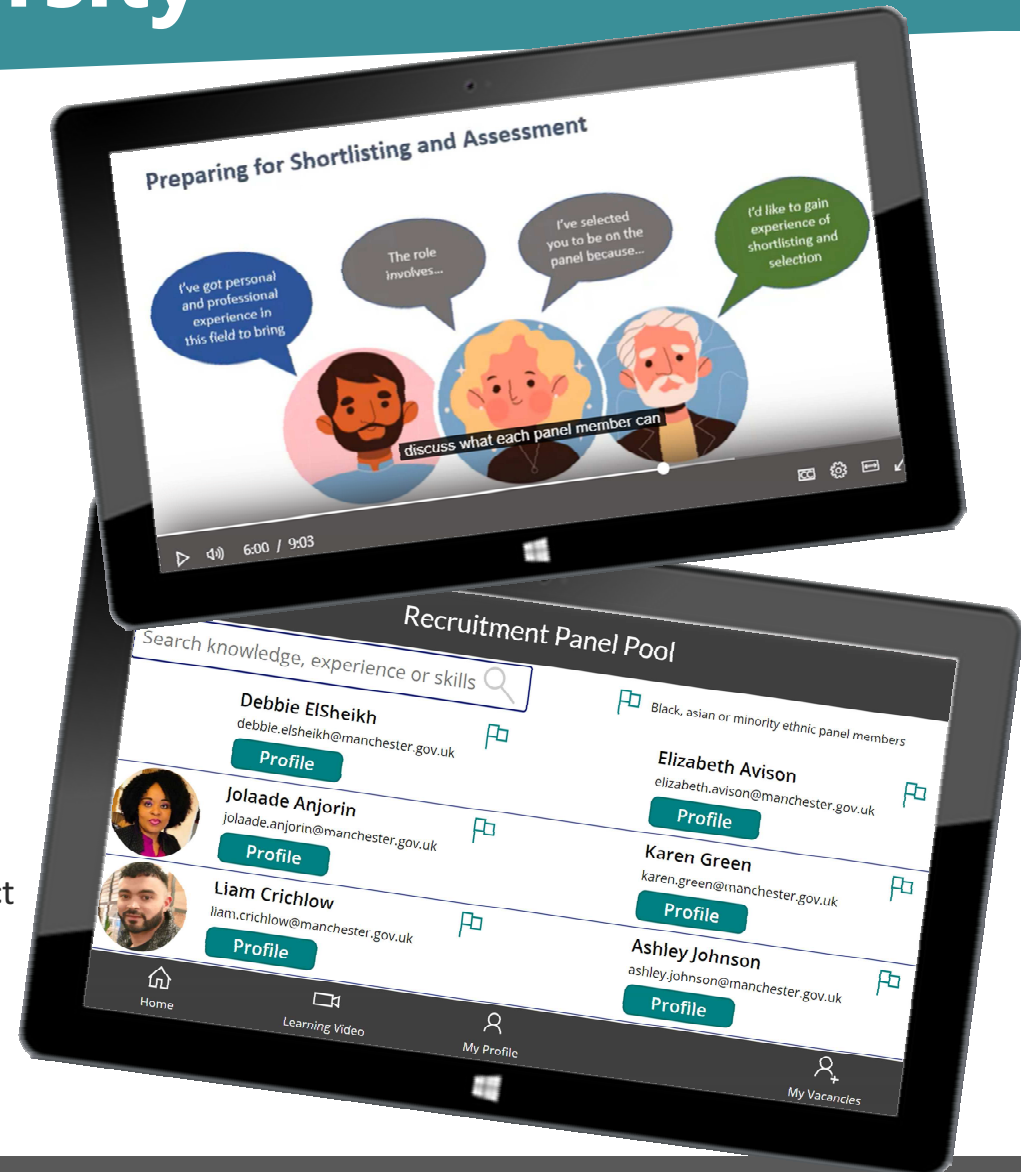 Preparing for Shortlisting and Assessment
I've got personal
and professional
experience in
this field to bring
The role
involves...
I've selected
you to be on the
panel because...
I'd like to gain
experience of
shortlisting and
selection
discuss what each panel member can
CC
6:00 / 9:03
Recruitment Panel Pool
Search knowledge, experience or skills
Black, asian or minority ethnic panel members
Debbie ElSheikh
debbie.elsheikh@manchester.gov.uk
Profile
Jolaade Anjorin
jolaade.anjorin@manchester.gov.uk
Profile
Liam Crichlow
liam.crichlow@manchester.gov.uk
Profile
Elizabeth Avison
elizabeth.avison@manchester.gov.uk
Profile
Karen Green
karen.green@manchester.gov.uk
Profile
Ashley Johnson
ashley.johnson@manchester.gov.uk
Profile
Home
Learning Video
My Profile
My Vacancies